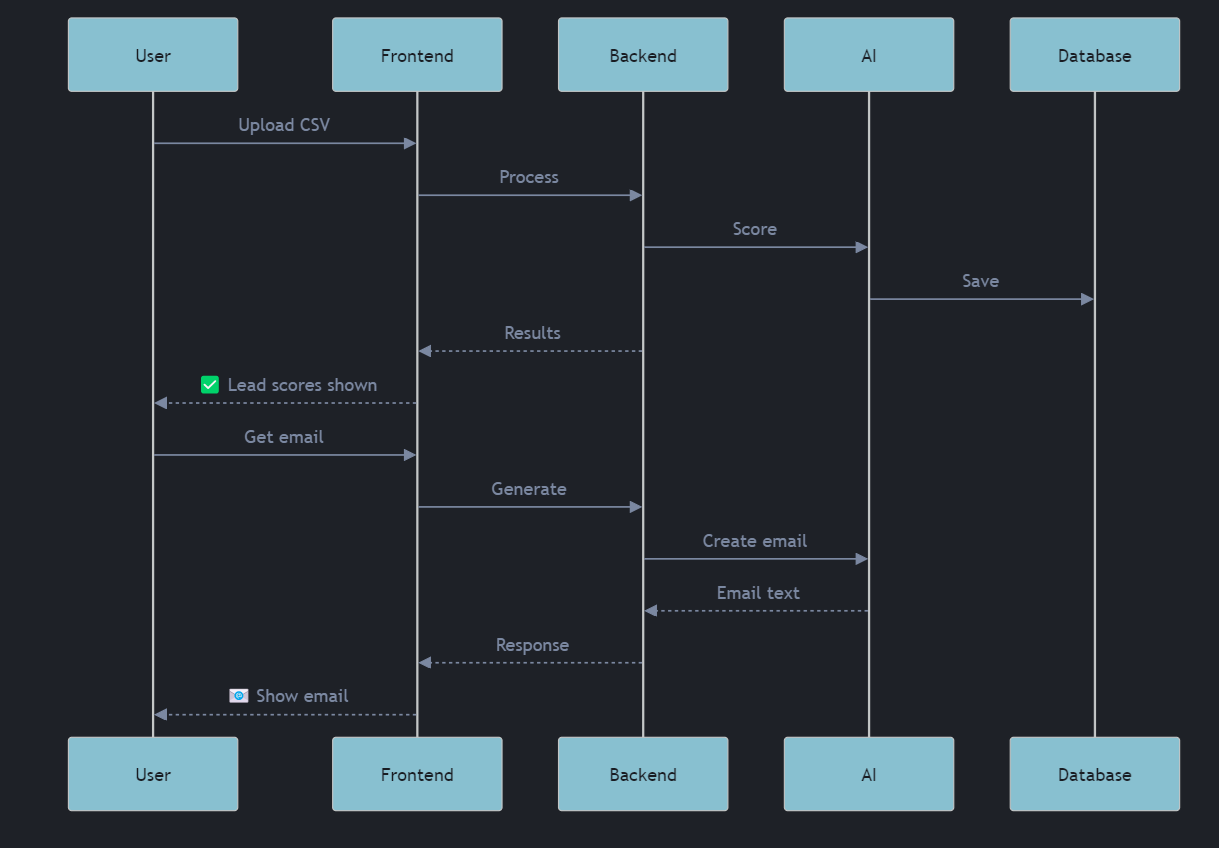 User
Frontend
Backend
AI
Database
Upload CSV
Process
Score
Save
Results
✅ Lead scores shown
Get email
Generate
Create email
Email text
Response
📧 Show email
User
Frontend
Backend
AI
Database